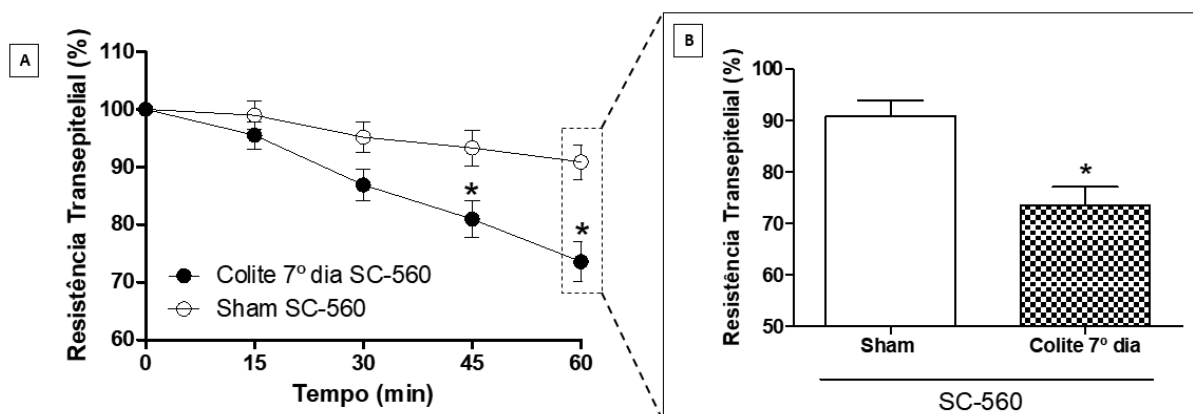 A
Resistência Transepitelial (%)
110
100
90
80
70
60
*
*
Colite 7º dia SC-560
Sham SC-560
0 15 30 45 60
Tempo (min)
B
Resistência Transepitelial (%)
100
90
80
70
60
50
*
Sham Colite 7º dia
SC-560